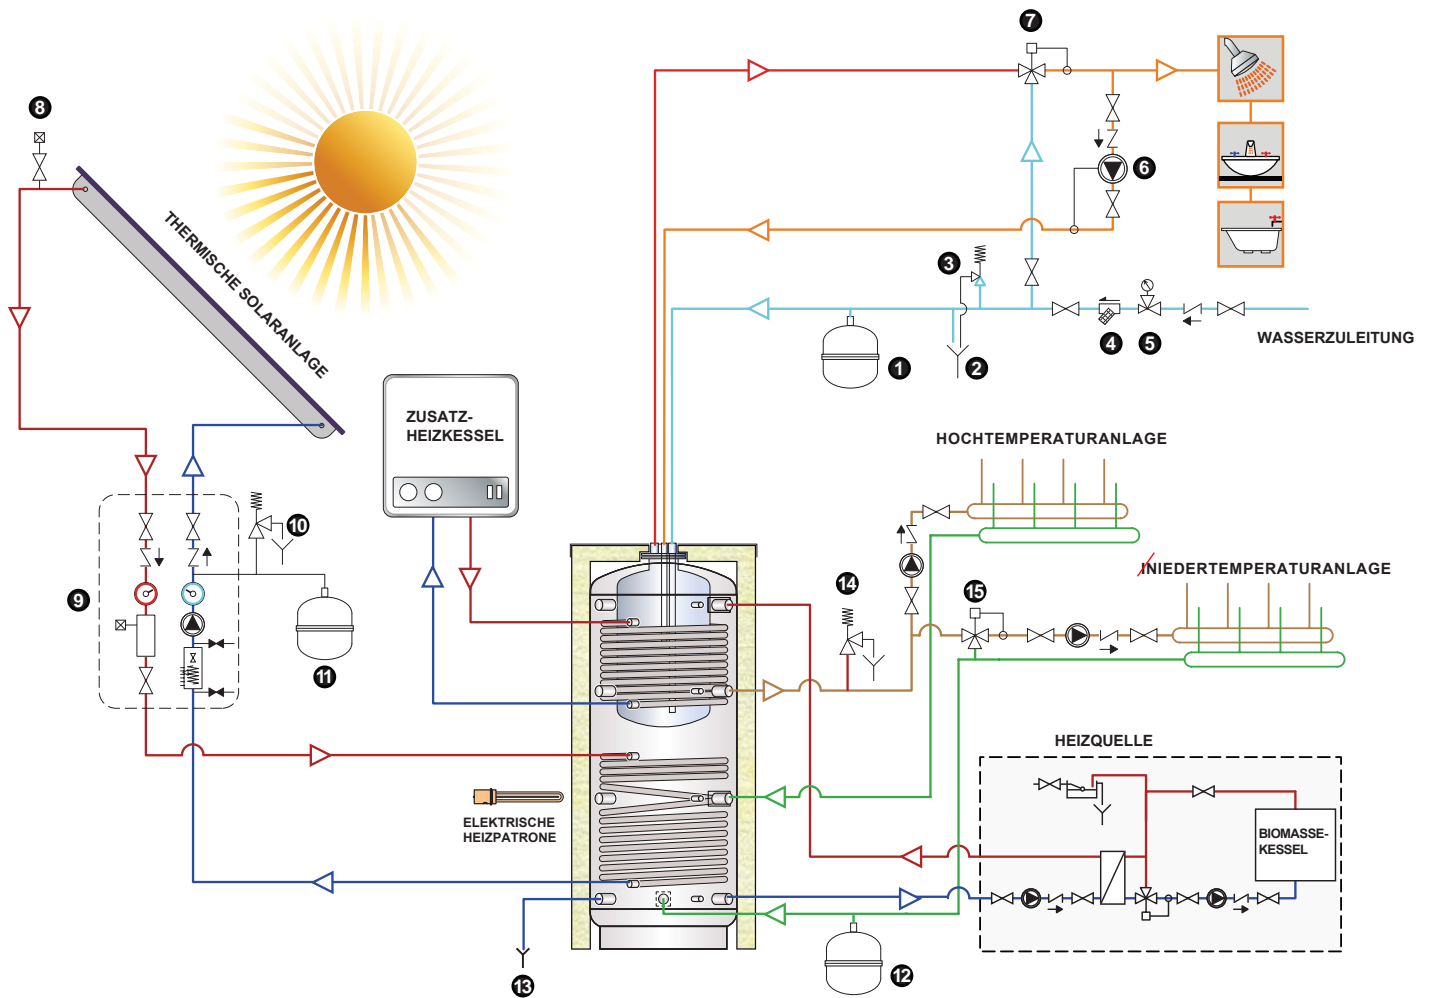 7
8
6
THERMISCHE SOLARANLAGE
3
4
5
WASSERZULEITUNG
1
2
ZUSATZ-
HEIZKESSEL
HOCHTEMPERATURANLAGE
10
INIEDERTEMPERATURANLAGE
9
14
15
11
HEIZQUELLE
ELEKTRISCHE
HEIZPATRONE
BIOMASSE-
KESSEL
13
12